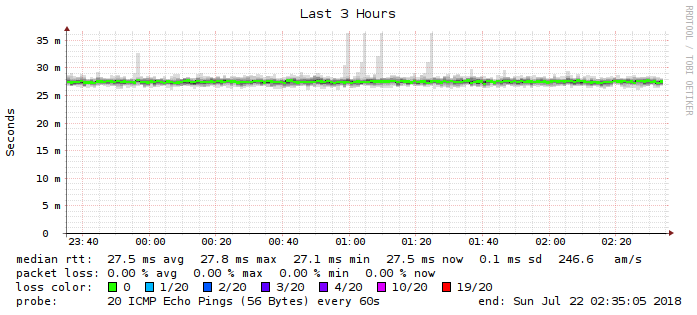 Last 3 Hours
RRDTOOL / TOBI OETIKER
Seconds
35 m
30 m
25 m
20 m
15 m
10 m
5 m
0
23:40 00:00 00:20 00:40 01:00 01:20 01:40 02:00 02:20
median rtt: 27.5 ms avg 27.8 ms max 27.1 ms min 27.5 ms now 0.1 ms sd 246.6 am/s
packet loss: 0.00 % avg 0.00 % max 0.00 % min 0.00 % now
loss color: 0 1/20 2/20 3/20 4/20 10/20 19/20
probe: 20 ICMP Echo Pings (56 Bytes) every 60s end: Sun Jul 22 02:35:05 2018